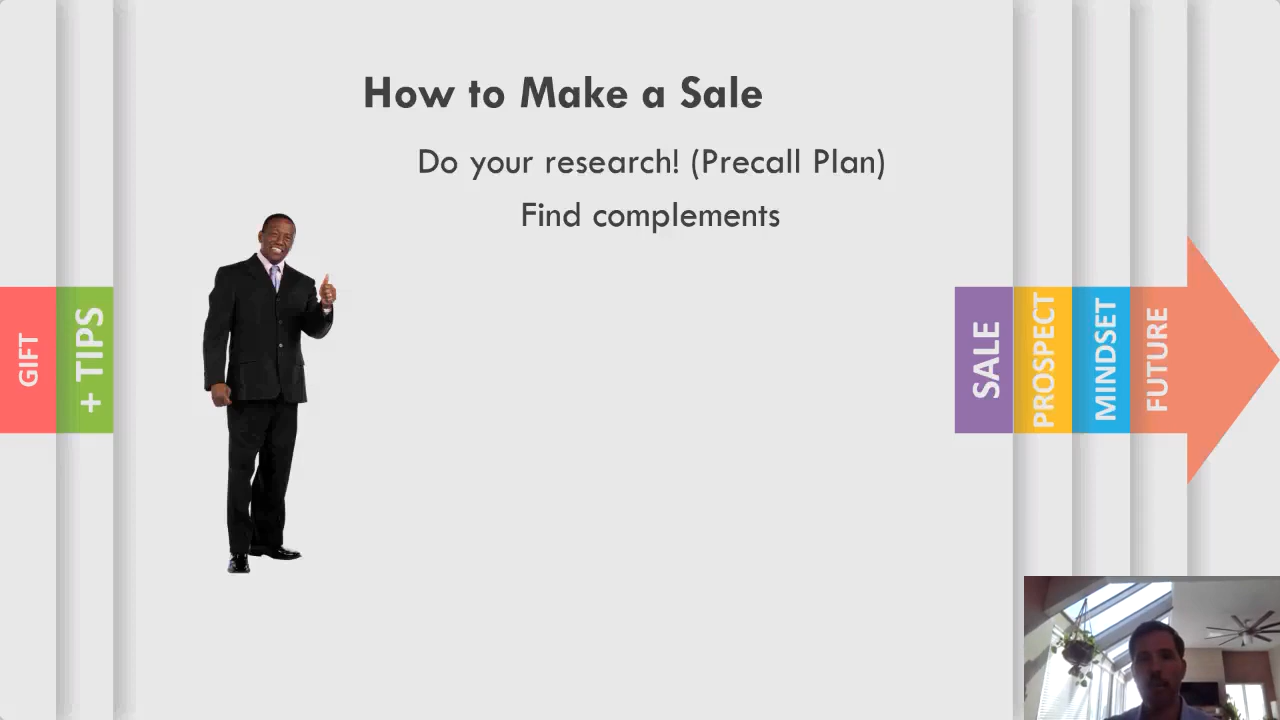 How to Make a Sale
Do your research! (Precall Plan)
Find complements
GIFT
+ TIPS
SALE
PROSPECT
MINDSET
FUTURE